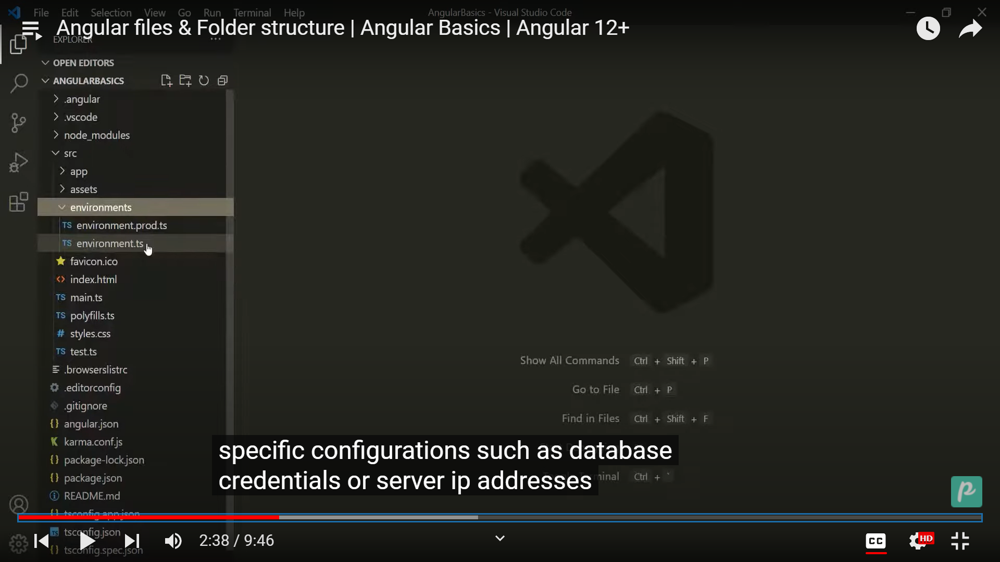 File Edit Selection View Go Run Terminal Help
AngularBasics - Visual Studio Code
Angular files & Folder structure | Angular Basics | Angular 12+
EXPLORER
OPEN EDITORS
ANGULARBASICS
.angular
.vscode
node_modules
src
app
assets
environments
TS environment.prod.ts
TS environment.ts
favicon.ico
<> index.html
TS main.ts
TS polyfills.ts
# styles.css
TS test.ts
.browserslistrc
.editorconfig
.gitignore
{} angular.json
karma.conf.js
{} package-lock.json
{} package.json
README.md
{} tsconfig.app.json
TS tsconfig.json
{} tsconfig.spec.json
Show All Commands Ctrl + Shift + P
Go to File Ctrl + P
Find in Files Ctrl + Shift + F
Terminal Ctrl + `
specific configurations such as database
credentials or server ip addresses
p
2:38 / 9:46
CC
HD